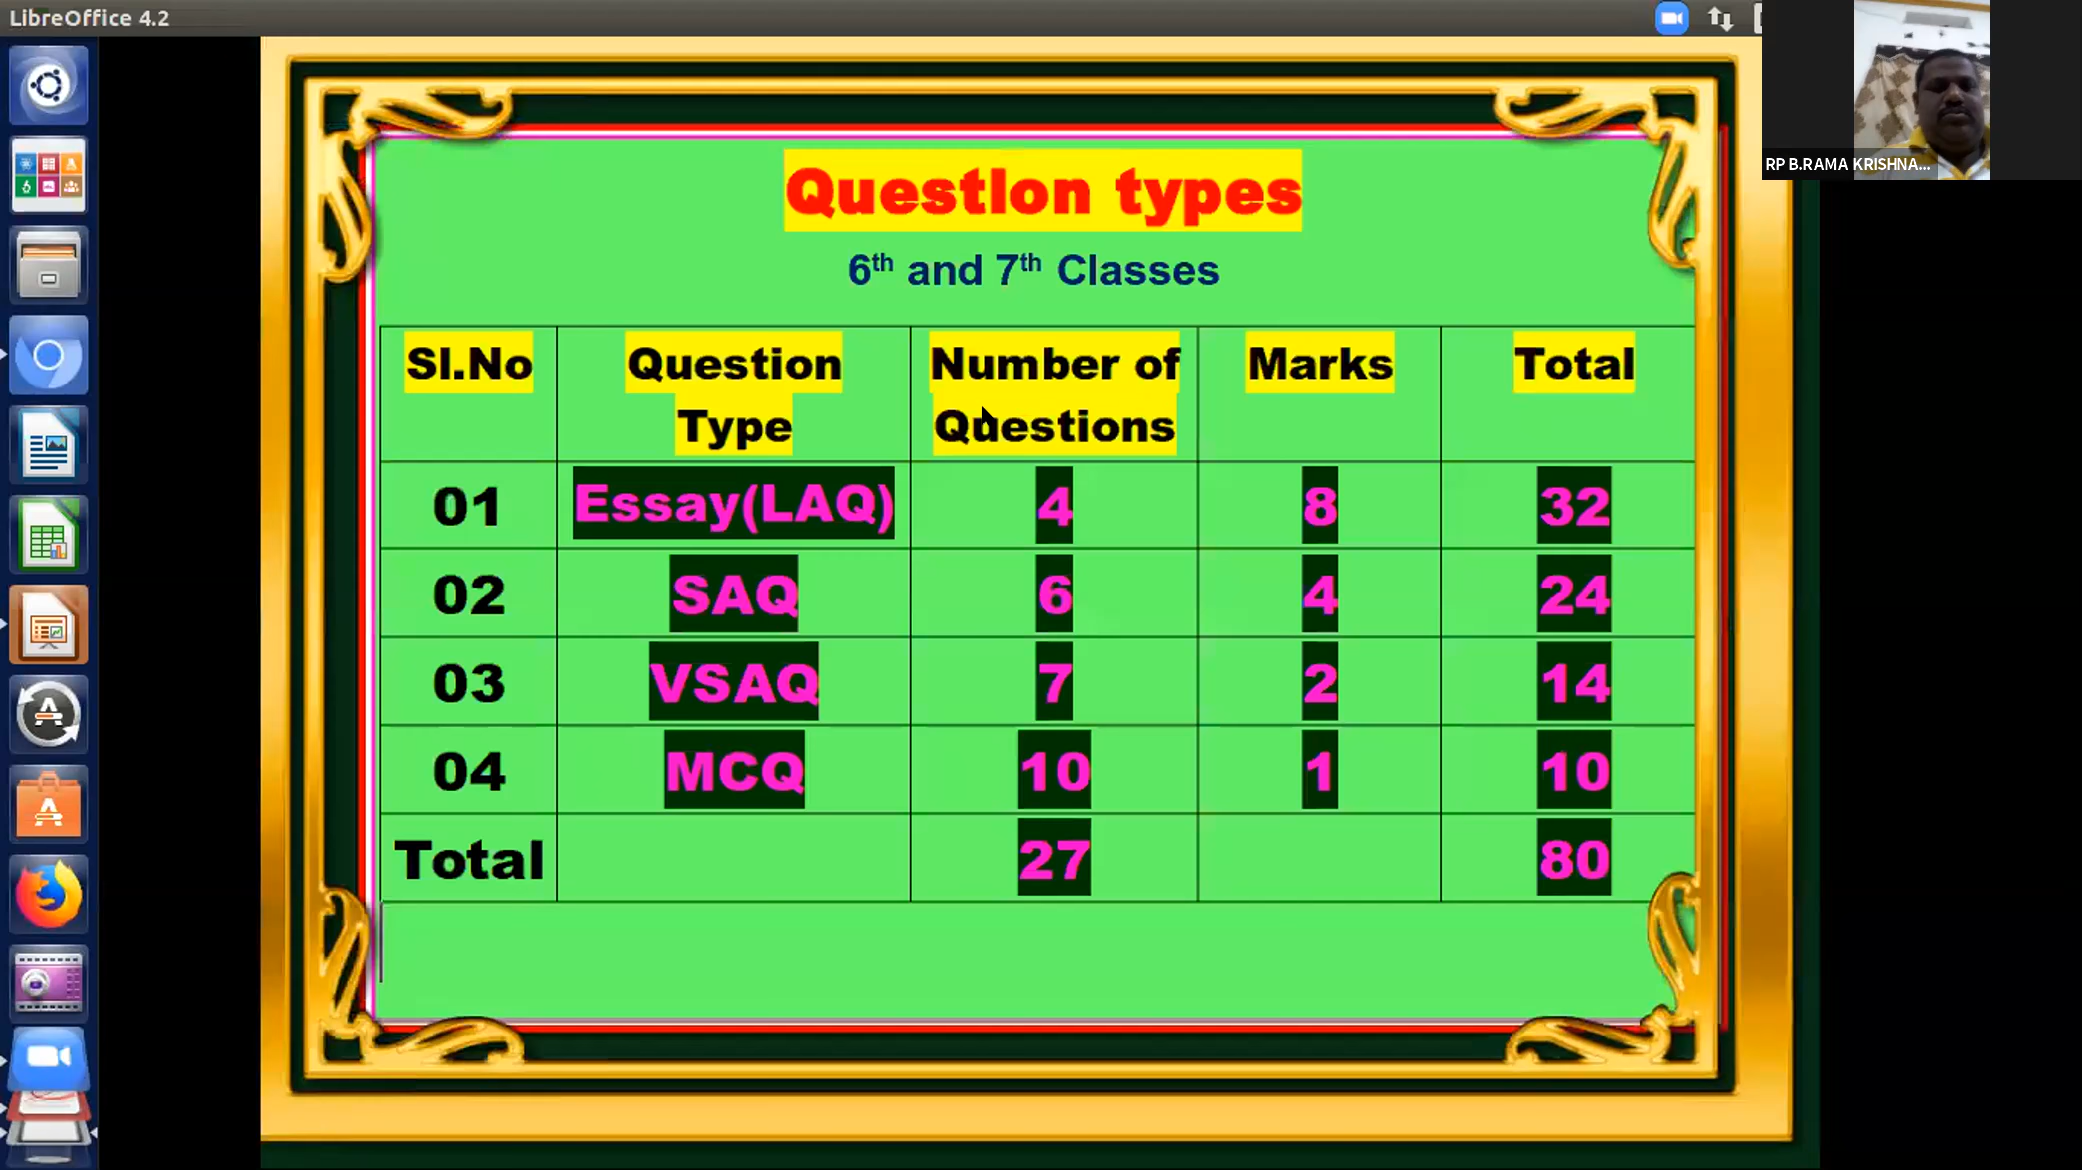 LibreOffice 4.2
RP B.RAMA KRISHNA...
Question types
6th and 7th Classes
Sl.No Question Type Number of Questions Marks Total
01 Essay(LAQ) 4 8 32
02 SAQ 6 4 24
03 VSAQ 7 2 14
04 MCQ 10 1 10
Total 27 80